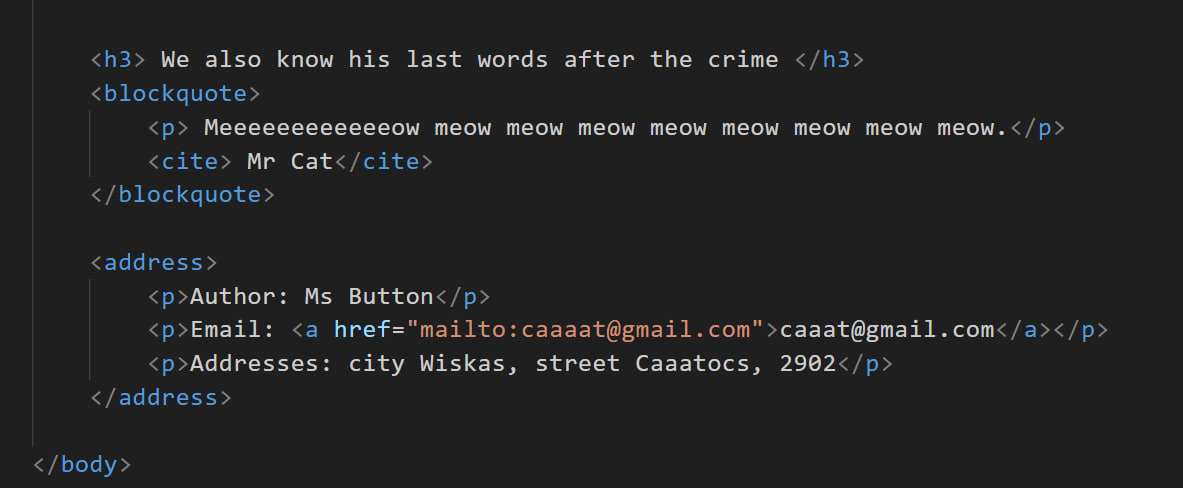 <h3> We also know his last words after the crime </h3>
<blockquote>
<p> Meeeeeeeeeeeeow meow meow meow meow meow meow meow meow.</p>
<cite> Mr Cat</cite>
</blockquote>
<address>
<p>Author: Ms Button</p>
<p>Email: <a href="mailto:caaaat@gmail.com">caaat@gmail.com</a></p>
<p>Addresses: city Wiskas, street Caaatocs, 2902</p>
</address>
</body>